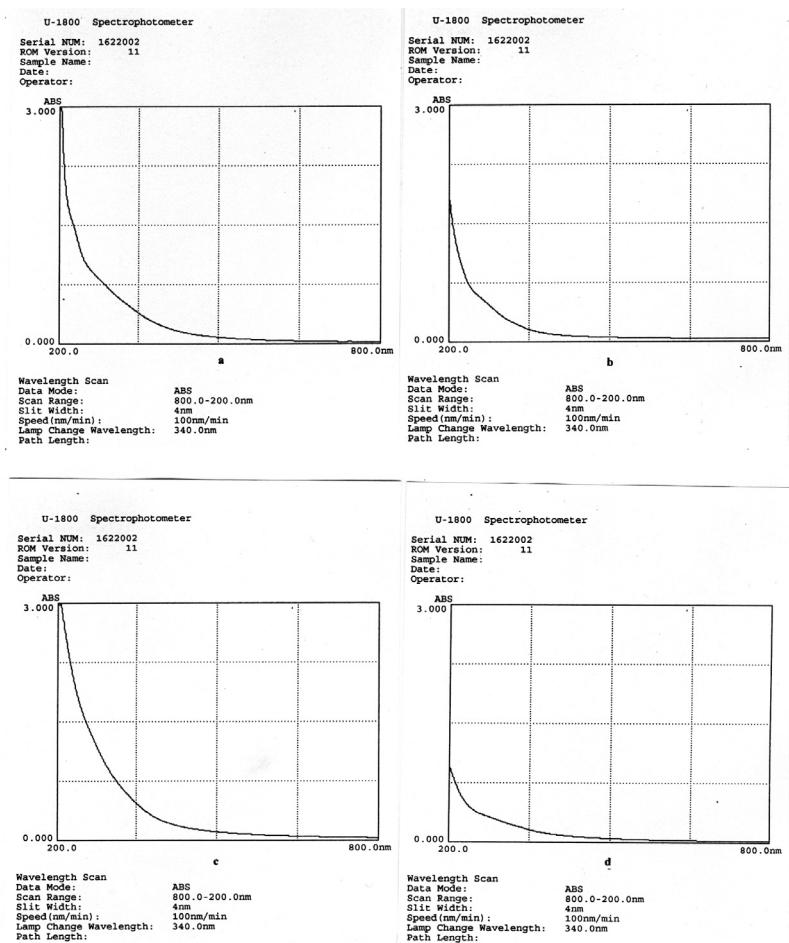 U-1800 Spectrophotometer
Serial NUM: 1622002
ROM Version: 11
Sample Name:
Date:
Operator:
ABS
3.000
0.000
200.0 800.0nm
a
Wavelength Scan
Data Mode: ABS
Scan Range: 800.0-200.0nm
Slit Width: 4nm
Speed(nm/min): 100nm/min
Lamp Change Wavelength: 340.0nm
Path Length:
U-1800 Spectrophotometer
Serial NUM: 1622002
ROM Version: 11
Sample Name:
Date:
Operator:
ABS
3.000
0.000
200.0 800.0nm
b
Wavelength Scan
Data Mode: ABS
Scan Range: 800.0-200.0nm
Slit Width: 4nm
Speed(nm/min): 100nm/min
Lamp Change Wavelength: 340.0nm
Path Length:
U-1800 Spectrophotometer
Serial NUM: 1622002
ROM Version: 11
Sample Name:
Date:
Operator:
ABS
3.000
0.000
200.0 800.0nm
c
Wavelength Scan
Data Mode: ABS
Scan Range: 800.0-200.0nm
Slit Width: 4nm
Speed(nm/min): 100nm/min
Lamp Change Wavelength: 340.0nm
Path Length:
U-1800 Spectrophotometer
Serial NUM: 1622002
ROM Version: 11
Sample Name:
Date:
Operator:
ABS
3.000
0.000
200.0 800.0nm
d
Wavelength Scan
Data Mode: ABS
Scan Range: 800.0-200.0nm
Slit Width: 4nm
Speed(nm/min): 100nm/min
Lamp Change Wavelength: 340.0nm
Path Length: